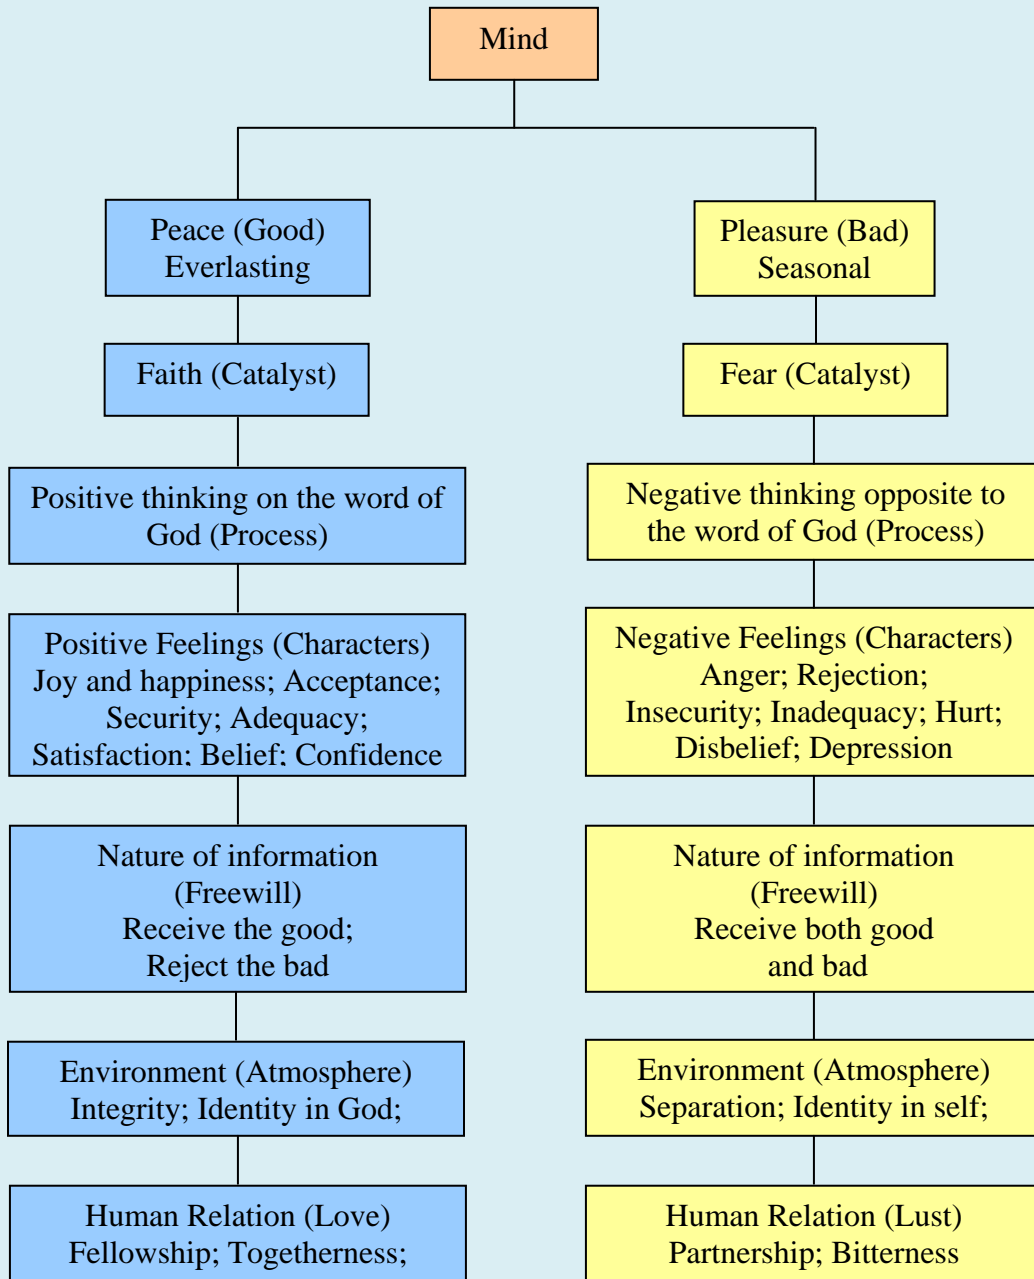 Mind
Peace (Good)
Everlasting
Pleasure (Bad)
Seasonal
Faith (Catalyst)
Fear (Catalyst)
Positive thinking on the word of
God (Process)
Negative thinking opposite to
the word of God (Process)
Positive Feelings (Characters)
Joy and happiness; Acceptance;
Security; Adequacy;
Satisfaction; Belief; Confidence
Negative Feelings (Characters)
Anger; Rejection;
Insecurity; Inadequacy; Hurt;
Disbelief; Depression
Nature of information
(Freewill)
Receive the good;
Reject the bad
Nature of information
(Freewill)
Receive both good
and bad
Environment (Atmosphere)
Integrity; Identity in God;
Environment (Atmosphere)
Separation; Identity in self;
Human Relation (Love)
Fellowship; Togetherness;
Human Relation (Lust)
Partnership; Bitterness